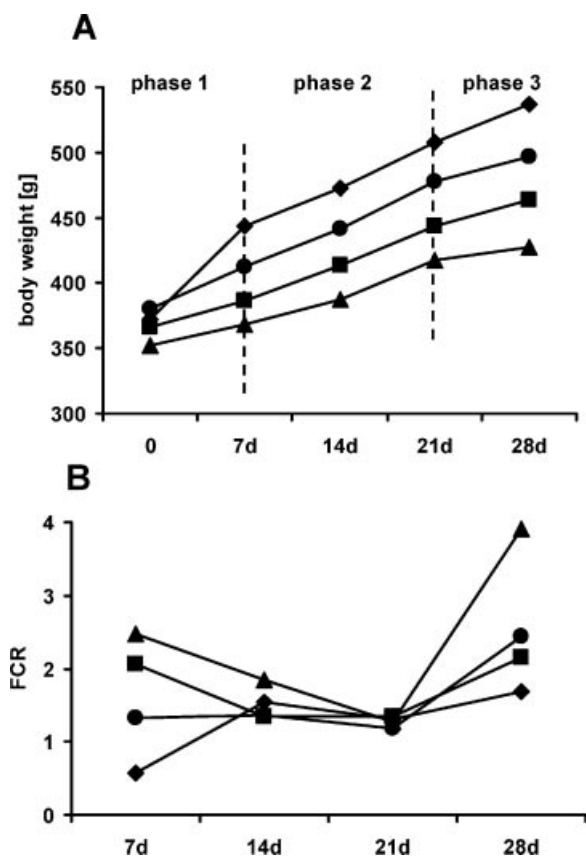 A
phase 1 phase 2 phase 3
body weight [g]
550
500
450
400
350
300
0 7d 14d 21d 28d
B
FCR
4
3
2
1
0
7d 14d 21d 28d